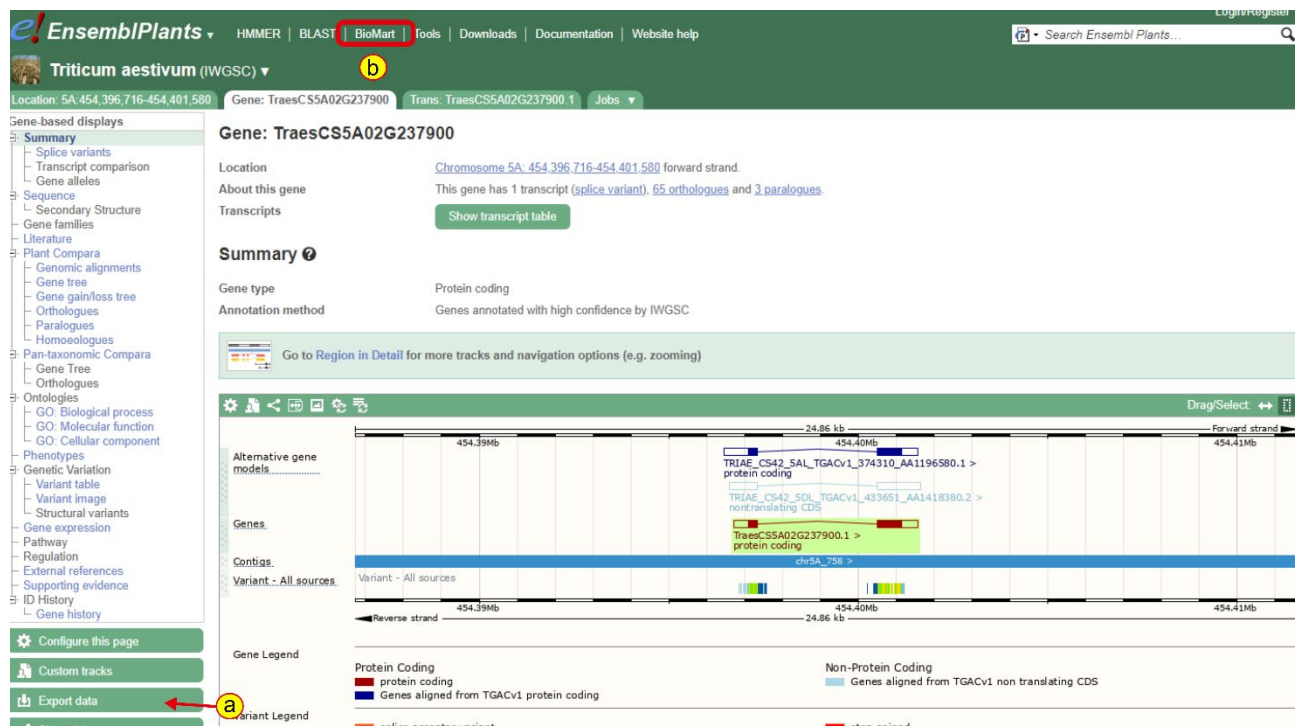 Login/Register
EnsemblPlants ▾ HMMER | BLAST | BioMart | Tools | Downloads | Documentation | Website help
Search Ensembl Plants...
b
Triticum aestivum (IWGSC) ▼
Location: 5A:454,396,716-454,401,580 Gene: TraesCS5A02G237900 Trans: TraesCS5A02G237900.1 Jobs ▼
Gene-based displays
Summary
Splice variants
Transcript comparison
Gene alleles
Sequence
Secondary Structure
Gene families
Literature
Plant Compara
Genomic alignments
Gene tree
Gene gain/loss tree
Orthologues
Paralogues
Homoeologues
Pan-taxonomic Compara
Gene Tree
Orthologues
Ontologies
GO: Biological process
GO: Molecular function
GO: Cellular component
Phenotypes
Genetic Variation
Variant table
Variant image
Structural variants
Gene expression
Pathway
Regulation
External references
Supporting evidence
ID History
Gene history
Configure this page
Custom tracks
Export data
a
Gene: TraesCS5A02G237900
Location Chromosome 5A: 454,396,716-454,401,580 forward strand.
About this gene This gene has 1 transcript (splice variant), 65 orthologues and 3 paralogues.
Transcripts Show transcript table
Summary
Gene type Protein coding
Annotation method Genes annotated with high confidence by IWGSC
Go to Region in Detail for more tracks and navigation options (e.g. zooming)
Drag/Select:
24.86 kb Forward strand
454.39Mb 454.40Mb 454.41Mb
Alternative gene
models
TRIAE_CS42_5AL_TGACv1_374310_AA1196580.1 >
protein coding
TRIAE_CS42_5DL_TGACv1_433651_AA1418380.2 >
nontranslating CDS
Genes
TraesCS5A02G237900.1 >
protein coding
Contigs chr5A_758 >
Variant - All sources Variant - All sources
454.39Mb 454.40Mb 454.41Mb
Reverse strand 24.86 kb
Gene Legend
Protein Coding Non-Protein Coding
protein coding Genes aligned from TGACv1 non translating CDS
Genes aligned from TGACv1 protein coding
Variant Legend
splice acceptor variant stop gained